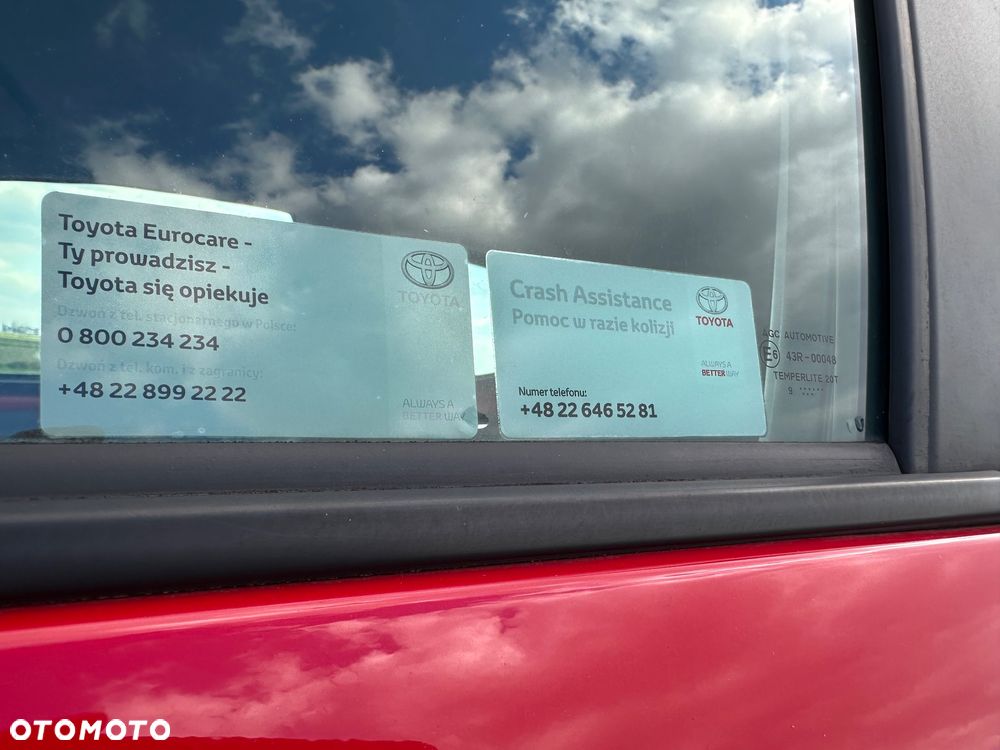 Toyota Eurocare -
Ty prowadzisz -
Toyota się opiekuje
Dzwoń z tel. stacjonarnego w Polsce:
0 800 234 234
Dzwoń z tel. kom. i z zagranicy:
+48 22 899 22 22
TOYOTA
ALWAYS A
BETTER WAY
Crash Assistance
Pomoc w razie kolizji
Numer telefonu:
+48 22 646 52 81
TOYOTA
ALWAYS A
BETTER WAY
AGC AUTOMOTIVE
E6 43R-00048
TEMPERLITE 20T
9
OTOMOTO